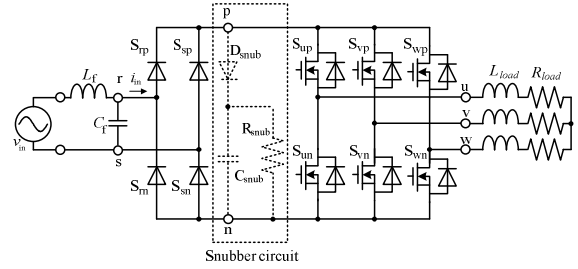 p
S_rp
S_sp
D_snub
S_up
S_vp
S_wp
L_f
r
i_in
L_load
R_load
u
v_in
C_f
R_snub
v
s
w
C_snub
S_rn
S_sn
S_un
S_vn
S_wn
n
Snubber circuit